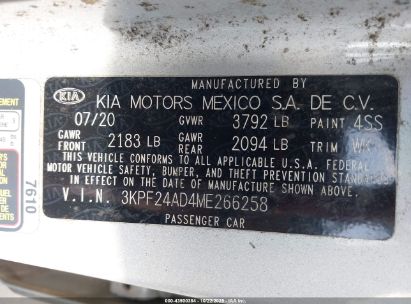 MANUFACTURED BY
KIA KIA MOTORS MEXICO S.A. DE C.V.
07/20 GVWR 3792 LB PAINT 4SS
GAWR FRONT 2183 LB GAWR REAR 2094 LB TRIM WK
THIS VEHICLE CONFORMS TO ALL APPLICABLE U.S.A. FEDERAL
MOTOR VEHICLE SAFETY, BUMPER, AND THEFT PREVENTION STANDARDS
IN EFFECT ON THE DATE OF MANUFACTURE SHOWN ABOVE.
V.I.N. 3KPF24AD4ME266258
PASSENGER CAR
7610